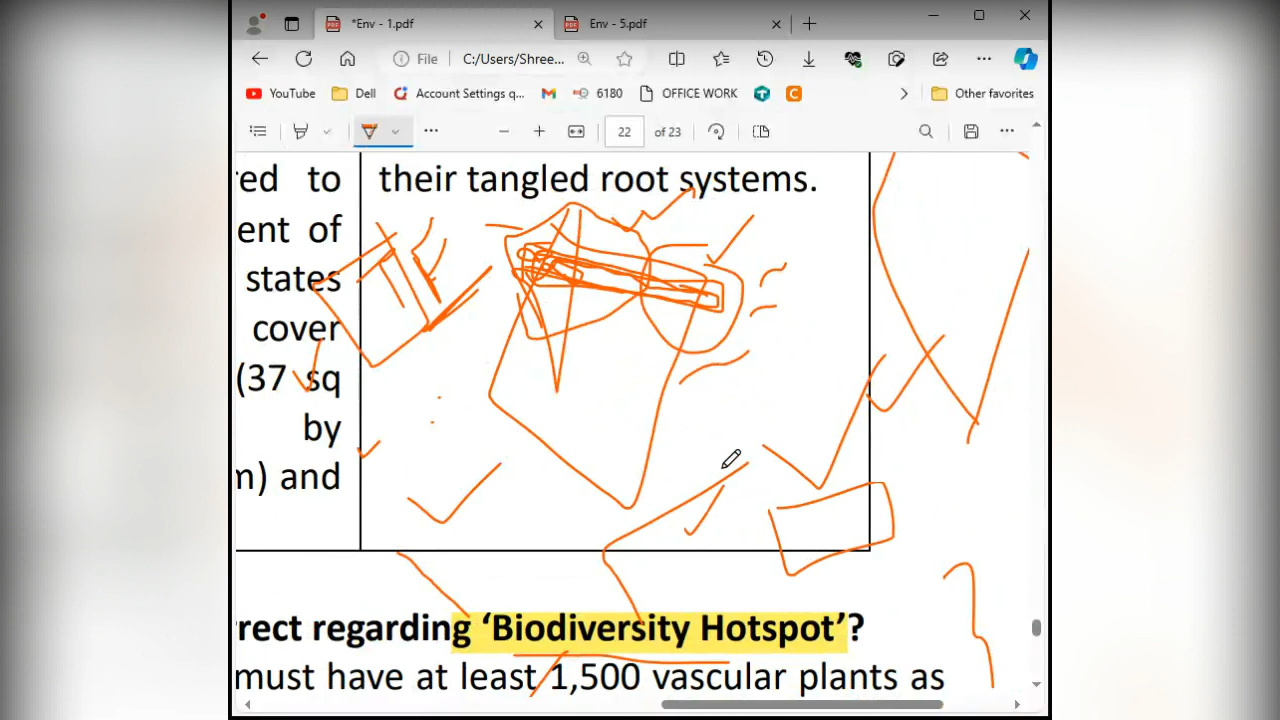 *Env - 1.pdf
Env - 5.pdf
File
C:/Users/Shree...
YouTube
Dell
Account Settings q...
6180
OFFICE WORK
Other favorites
22
of 23
red to
ent of
states
cover
(37 sq
by
m) and
their tangled root systems.
rrect regarding ‘Biodiversity Hotspot’?
must have at least 1,500 vascular plants as